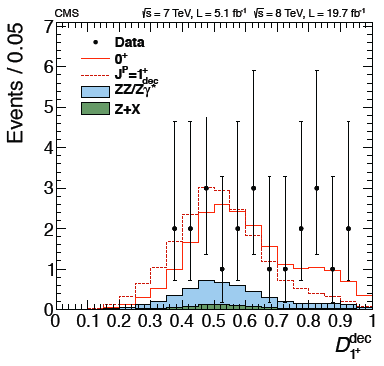 CMS √s = 7 TeV, L = 5.1 fb⁻¹ √s = 8 TeV, L = 19.7 fb⁻¹
Events / 0.05
7
6
5
4
3
2
1
0
Data
0⁺
Jᴾ=1⁺dec
ZZ/Zγ*
Z+X
0 0.1 0.2 0.3 0.4 0.5 0.6 0.7 0.8 0.9 1
D^dec_1⁺